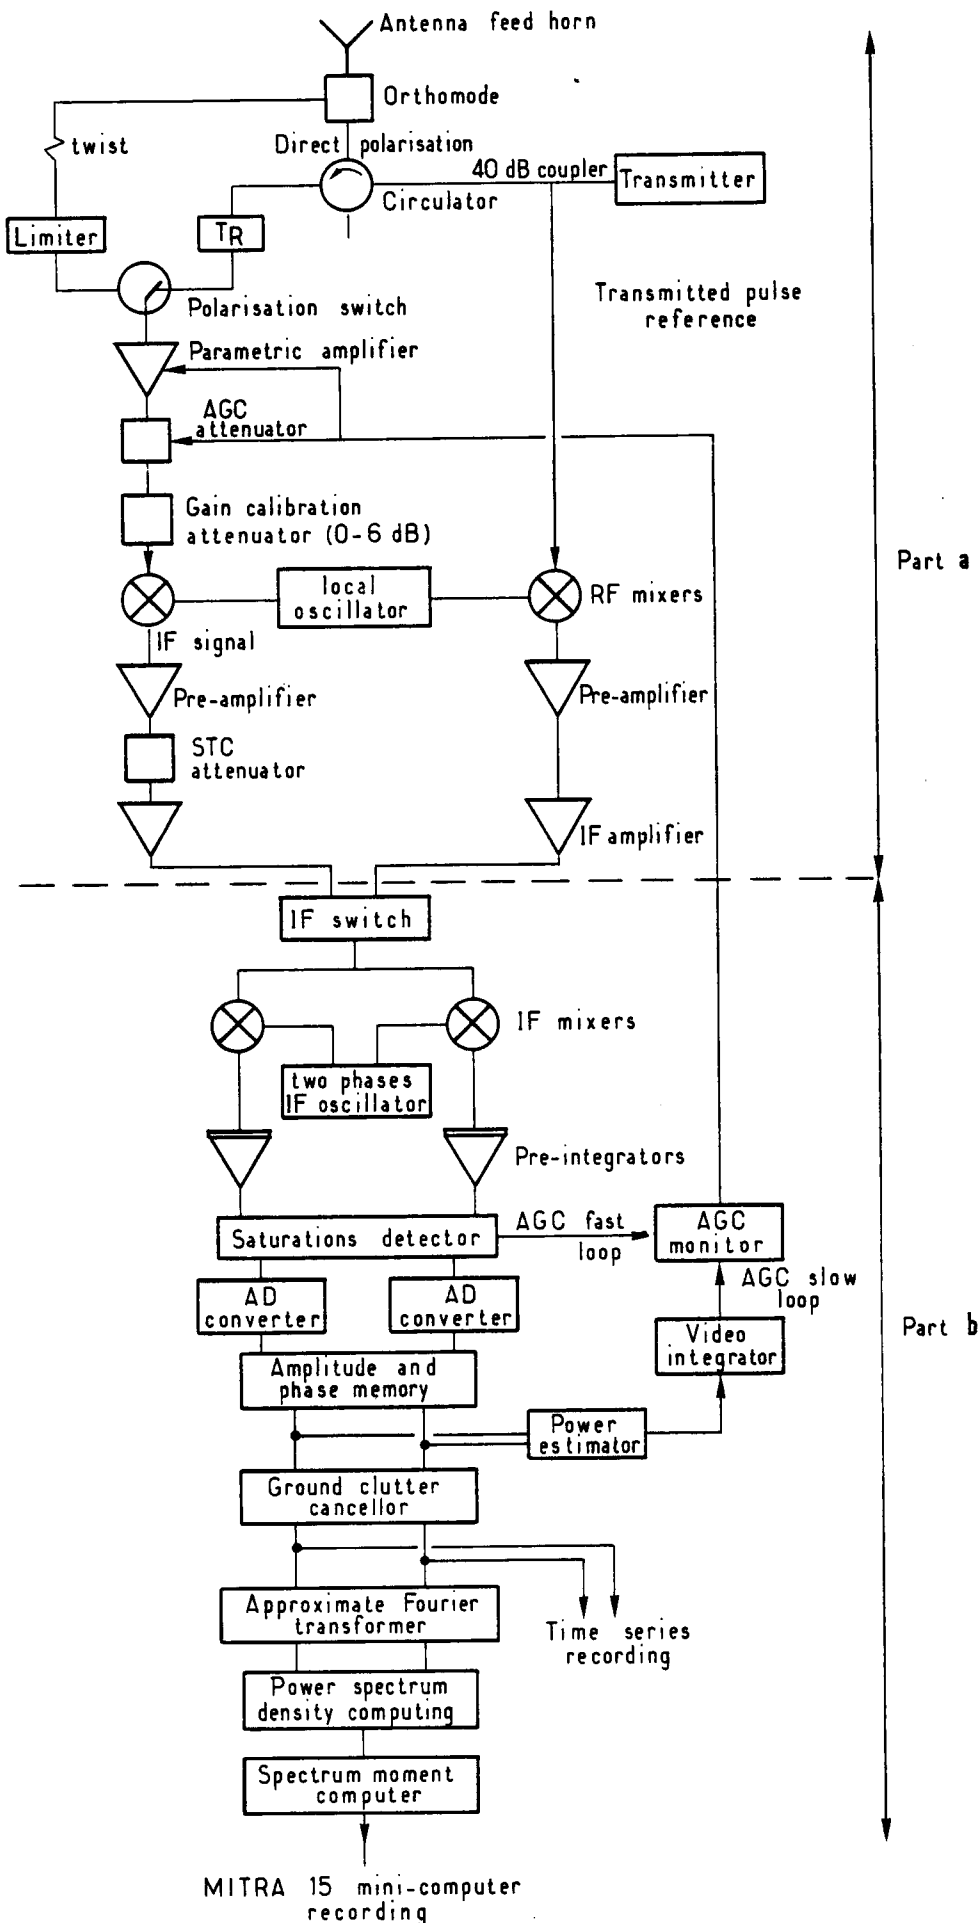 Antenna feed horn
Orthomode
twist
Direct polarisation
40 dB coupler
Transmitter
Circulator
Limiter
TR
Polarisation switch
Transmitted pulse
reference
Parametric amplifier
AGC
attenuator
Gain calibration
attenuator (0-6 dB)
Part a
local
oscillator
RF mixers
IF signal
Pre-amplifier
Pre-amplifier
STC
attenuator
IF amplifier
IF switch
IF mixers
two phases
IF oscillator
Pre-integrators
Saturations detector
AGC fast
loop
AGC
monitor
AGC slow
loop
AD
converter
AD
converter
Video
integrator
Part b
Amplitude and
phase memory
Power
estimator
Ground clutter
cancellor
Approximate Fourier
transformer
Time series
recording
Power spectrum
density computing
Spectrum moment
computer
MITRA 15 mini-computer
recording